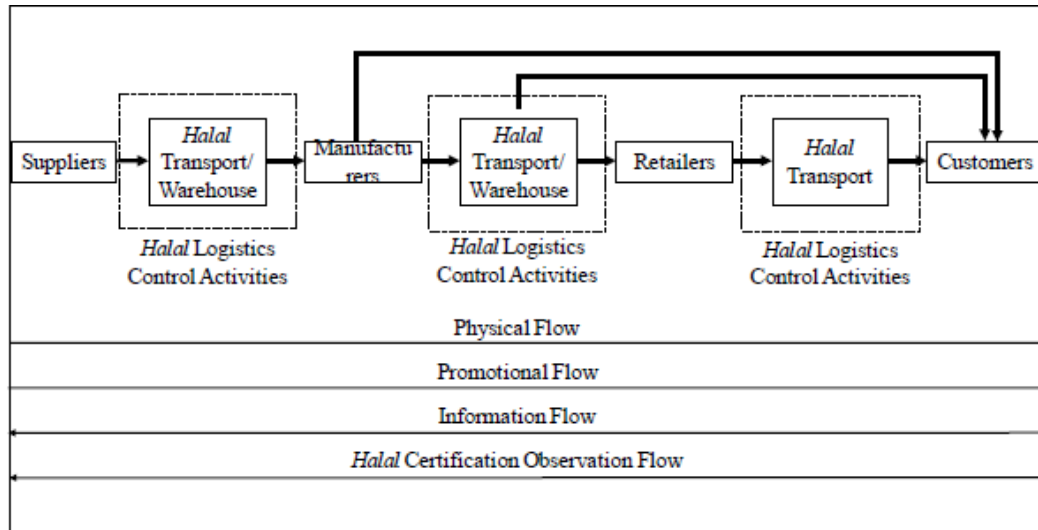 Suppliers
Halal
Transport/
Warehouse
Manufactu
rers
Halal
Transport/
Warehouse
Retailers
Halal
Transport
Customers
Halal Logistics
Control Activities
Halal Logistics
Control Activities
Halal Logistics
Control Activities
Physical Flow
Promotional Flow
Information Flow
Halal Certification Observation Flow